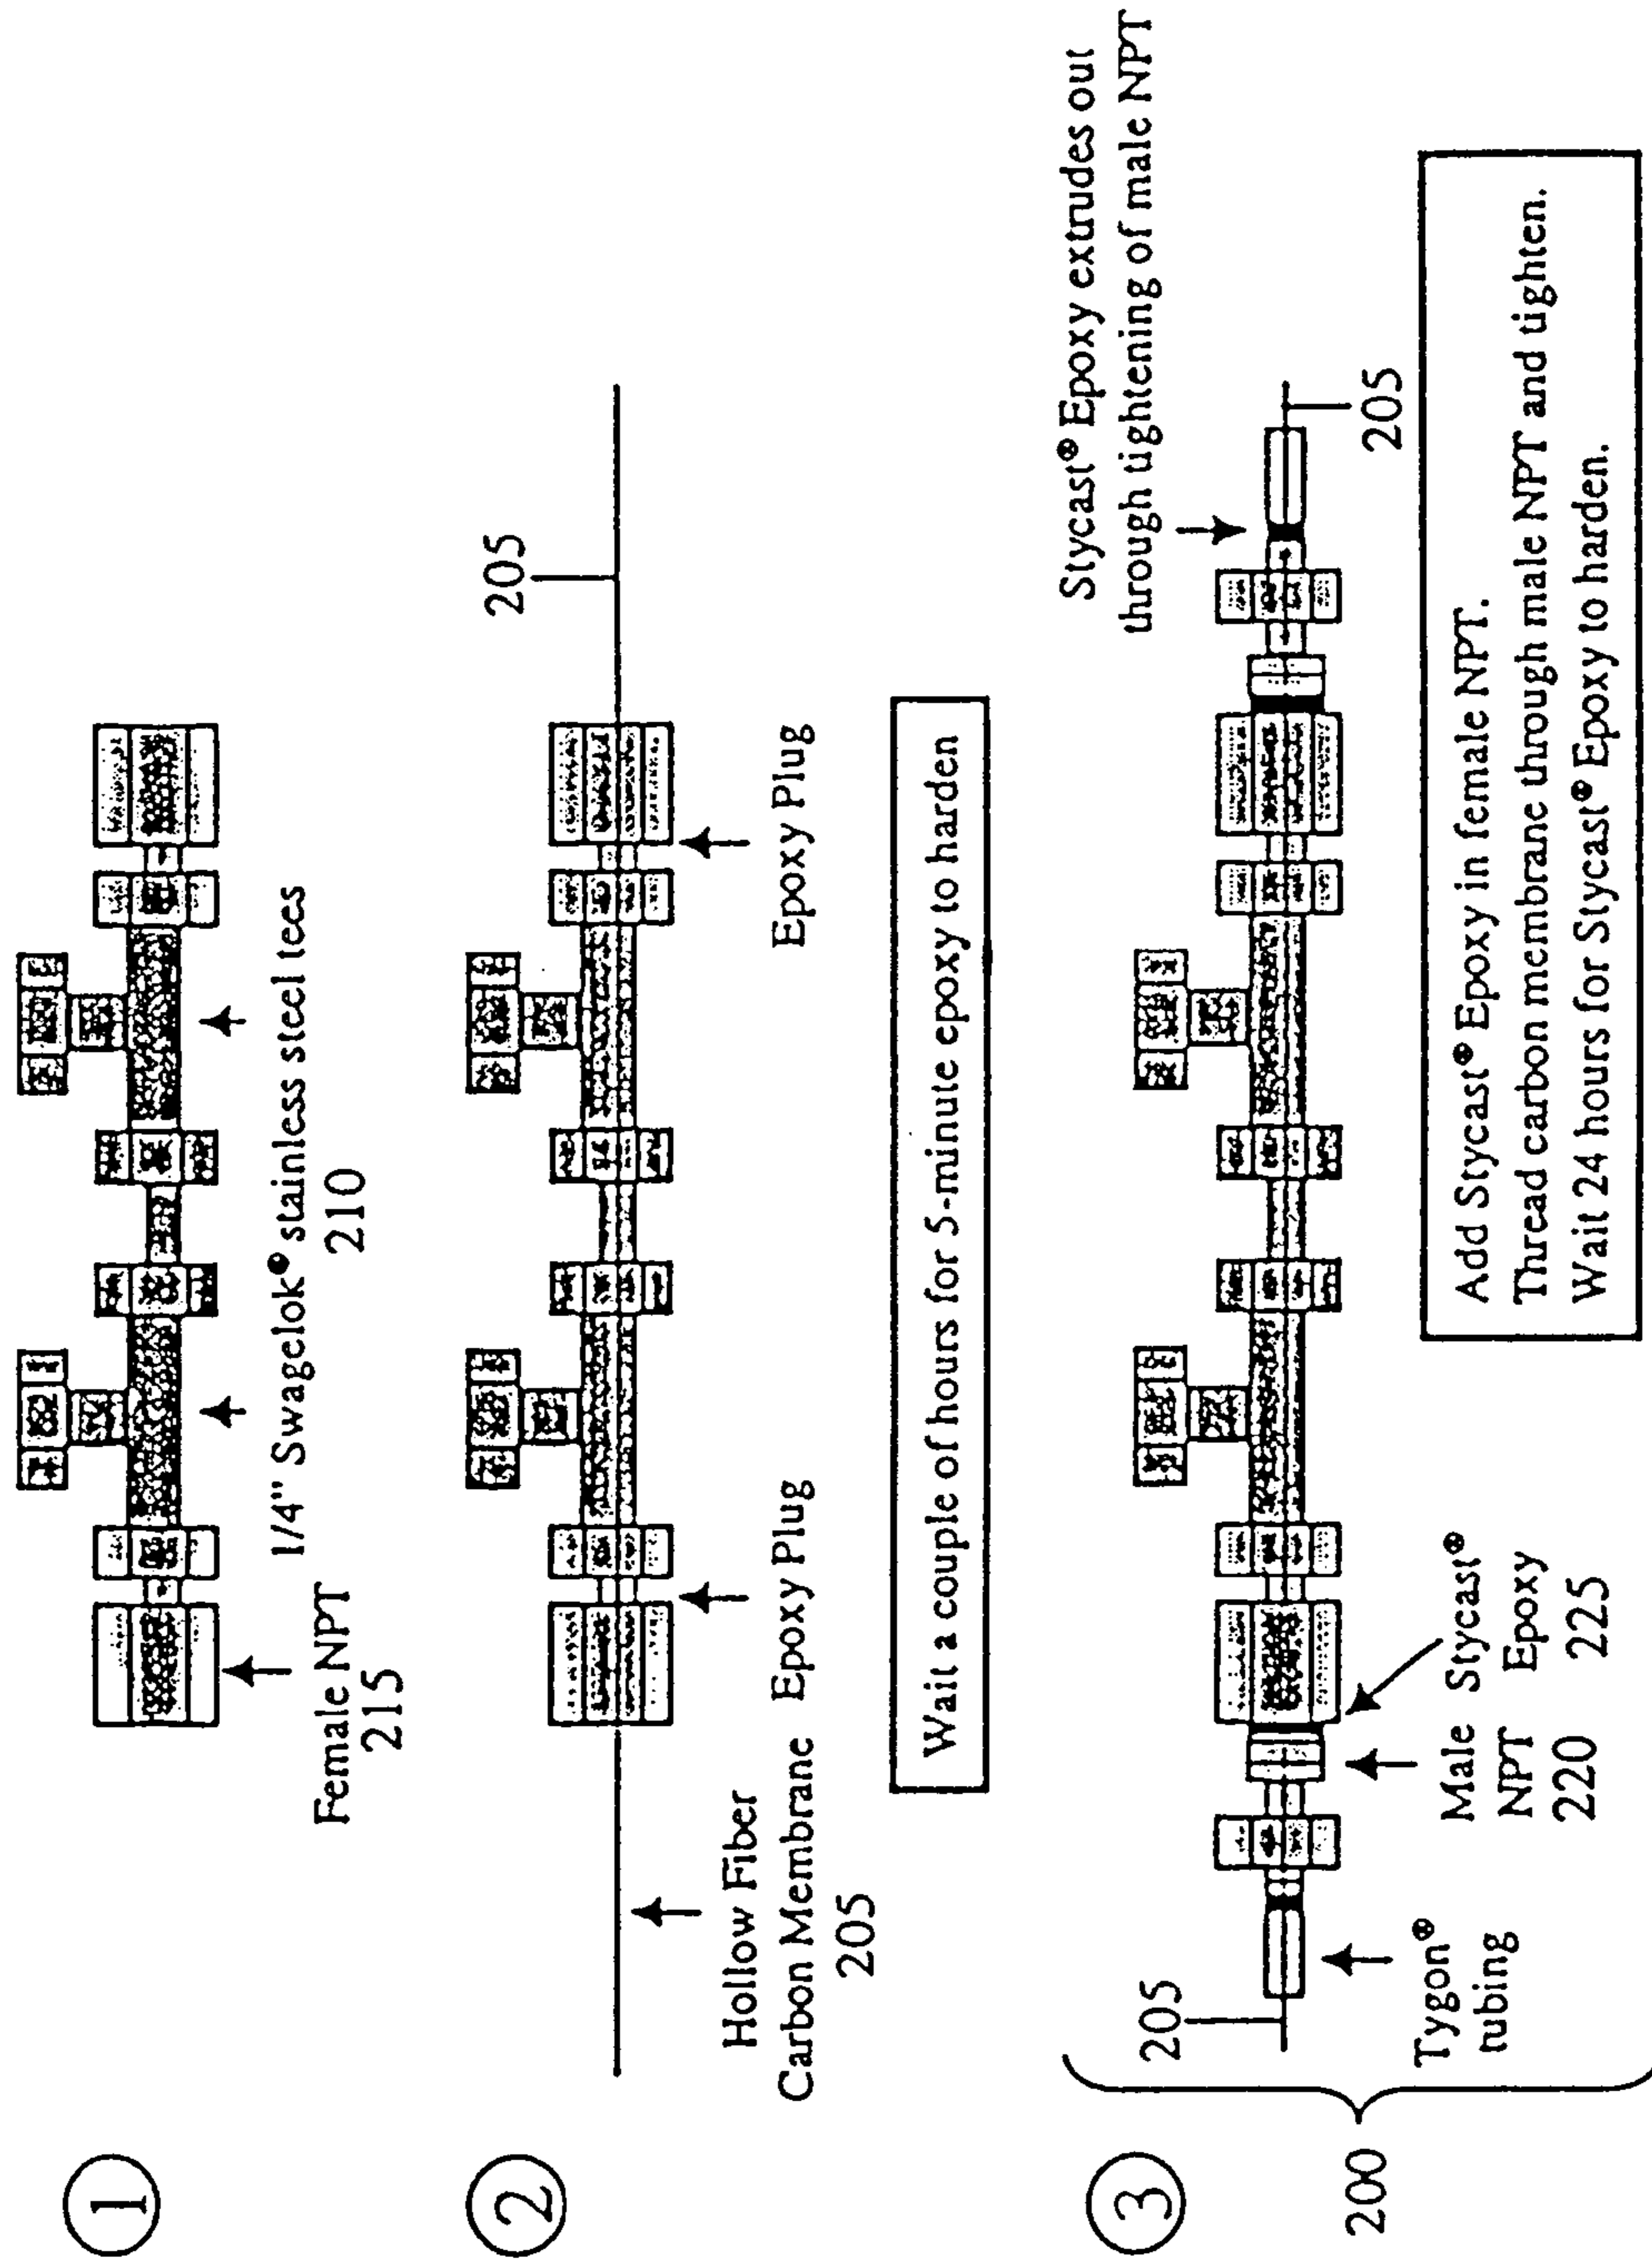 1
1/4" Swagelok® stainless steel tees
210
Female NPT
215
2
205
Epoxy Plug
Epoxy Plug
Hollow Fiber
Carbon Membrane
205
Wait a couple of hours for 5-minute epoxy to harden
3
200
205
Stycast® Epoxy extrudes out
through tightening of male NPT
205
Tygon®
tubing
Male
NPT
220
Stycast®
Epoxy
225
Add Stycast® Epoxy in female NPT.
Thread carbon membrane through male NPT and tighten.
Wait 24 hours for Stycast® Epoxy to harden.